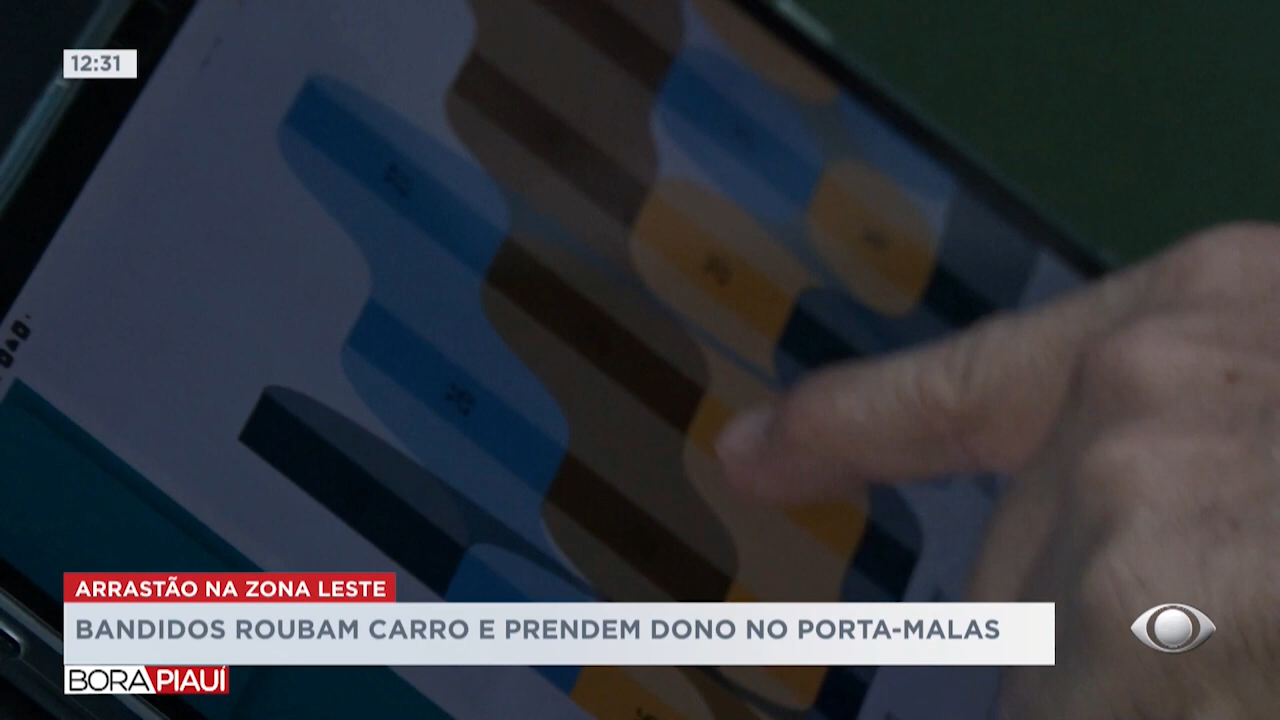 12:31
ARRASTÃO NA ZONA LESTE
BANDIDOS ROUBAM CARRO E PRENDEM DONO NO PORTA-MALAS
BORA PIAUÍ